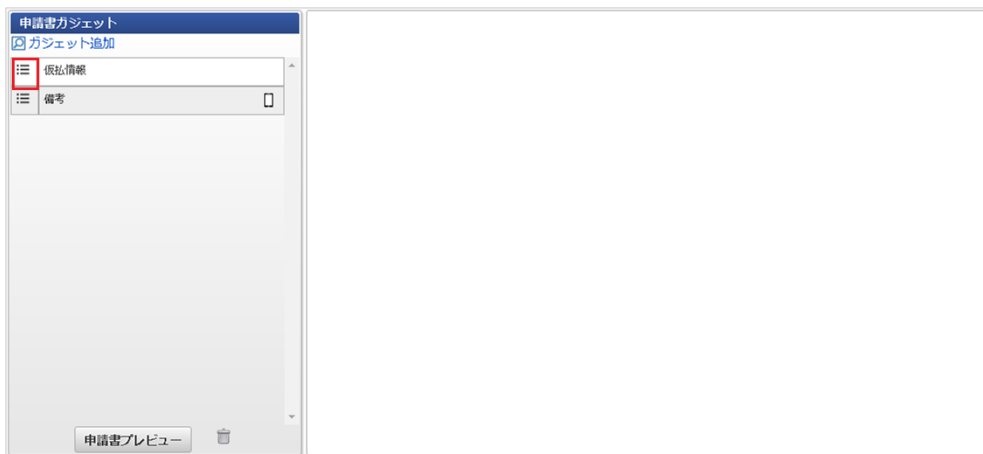 申請書ガジェット
ガジェット追加
仮払情報
備考
申請書プレビュー